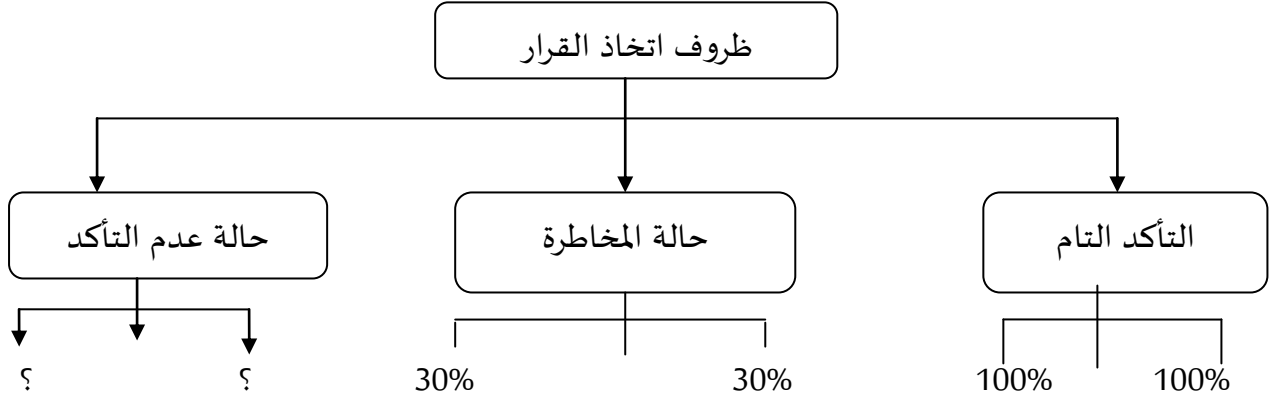 ظروف اتخاذ القرار
التأكد التام
حالة المخاطرة
حالة عدم التأكد
100% 100%
30% 30%
؟ ؟